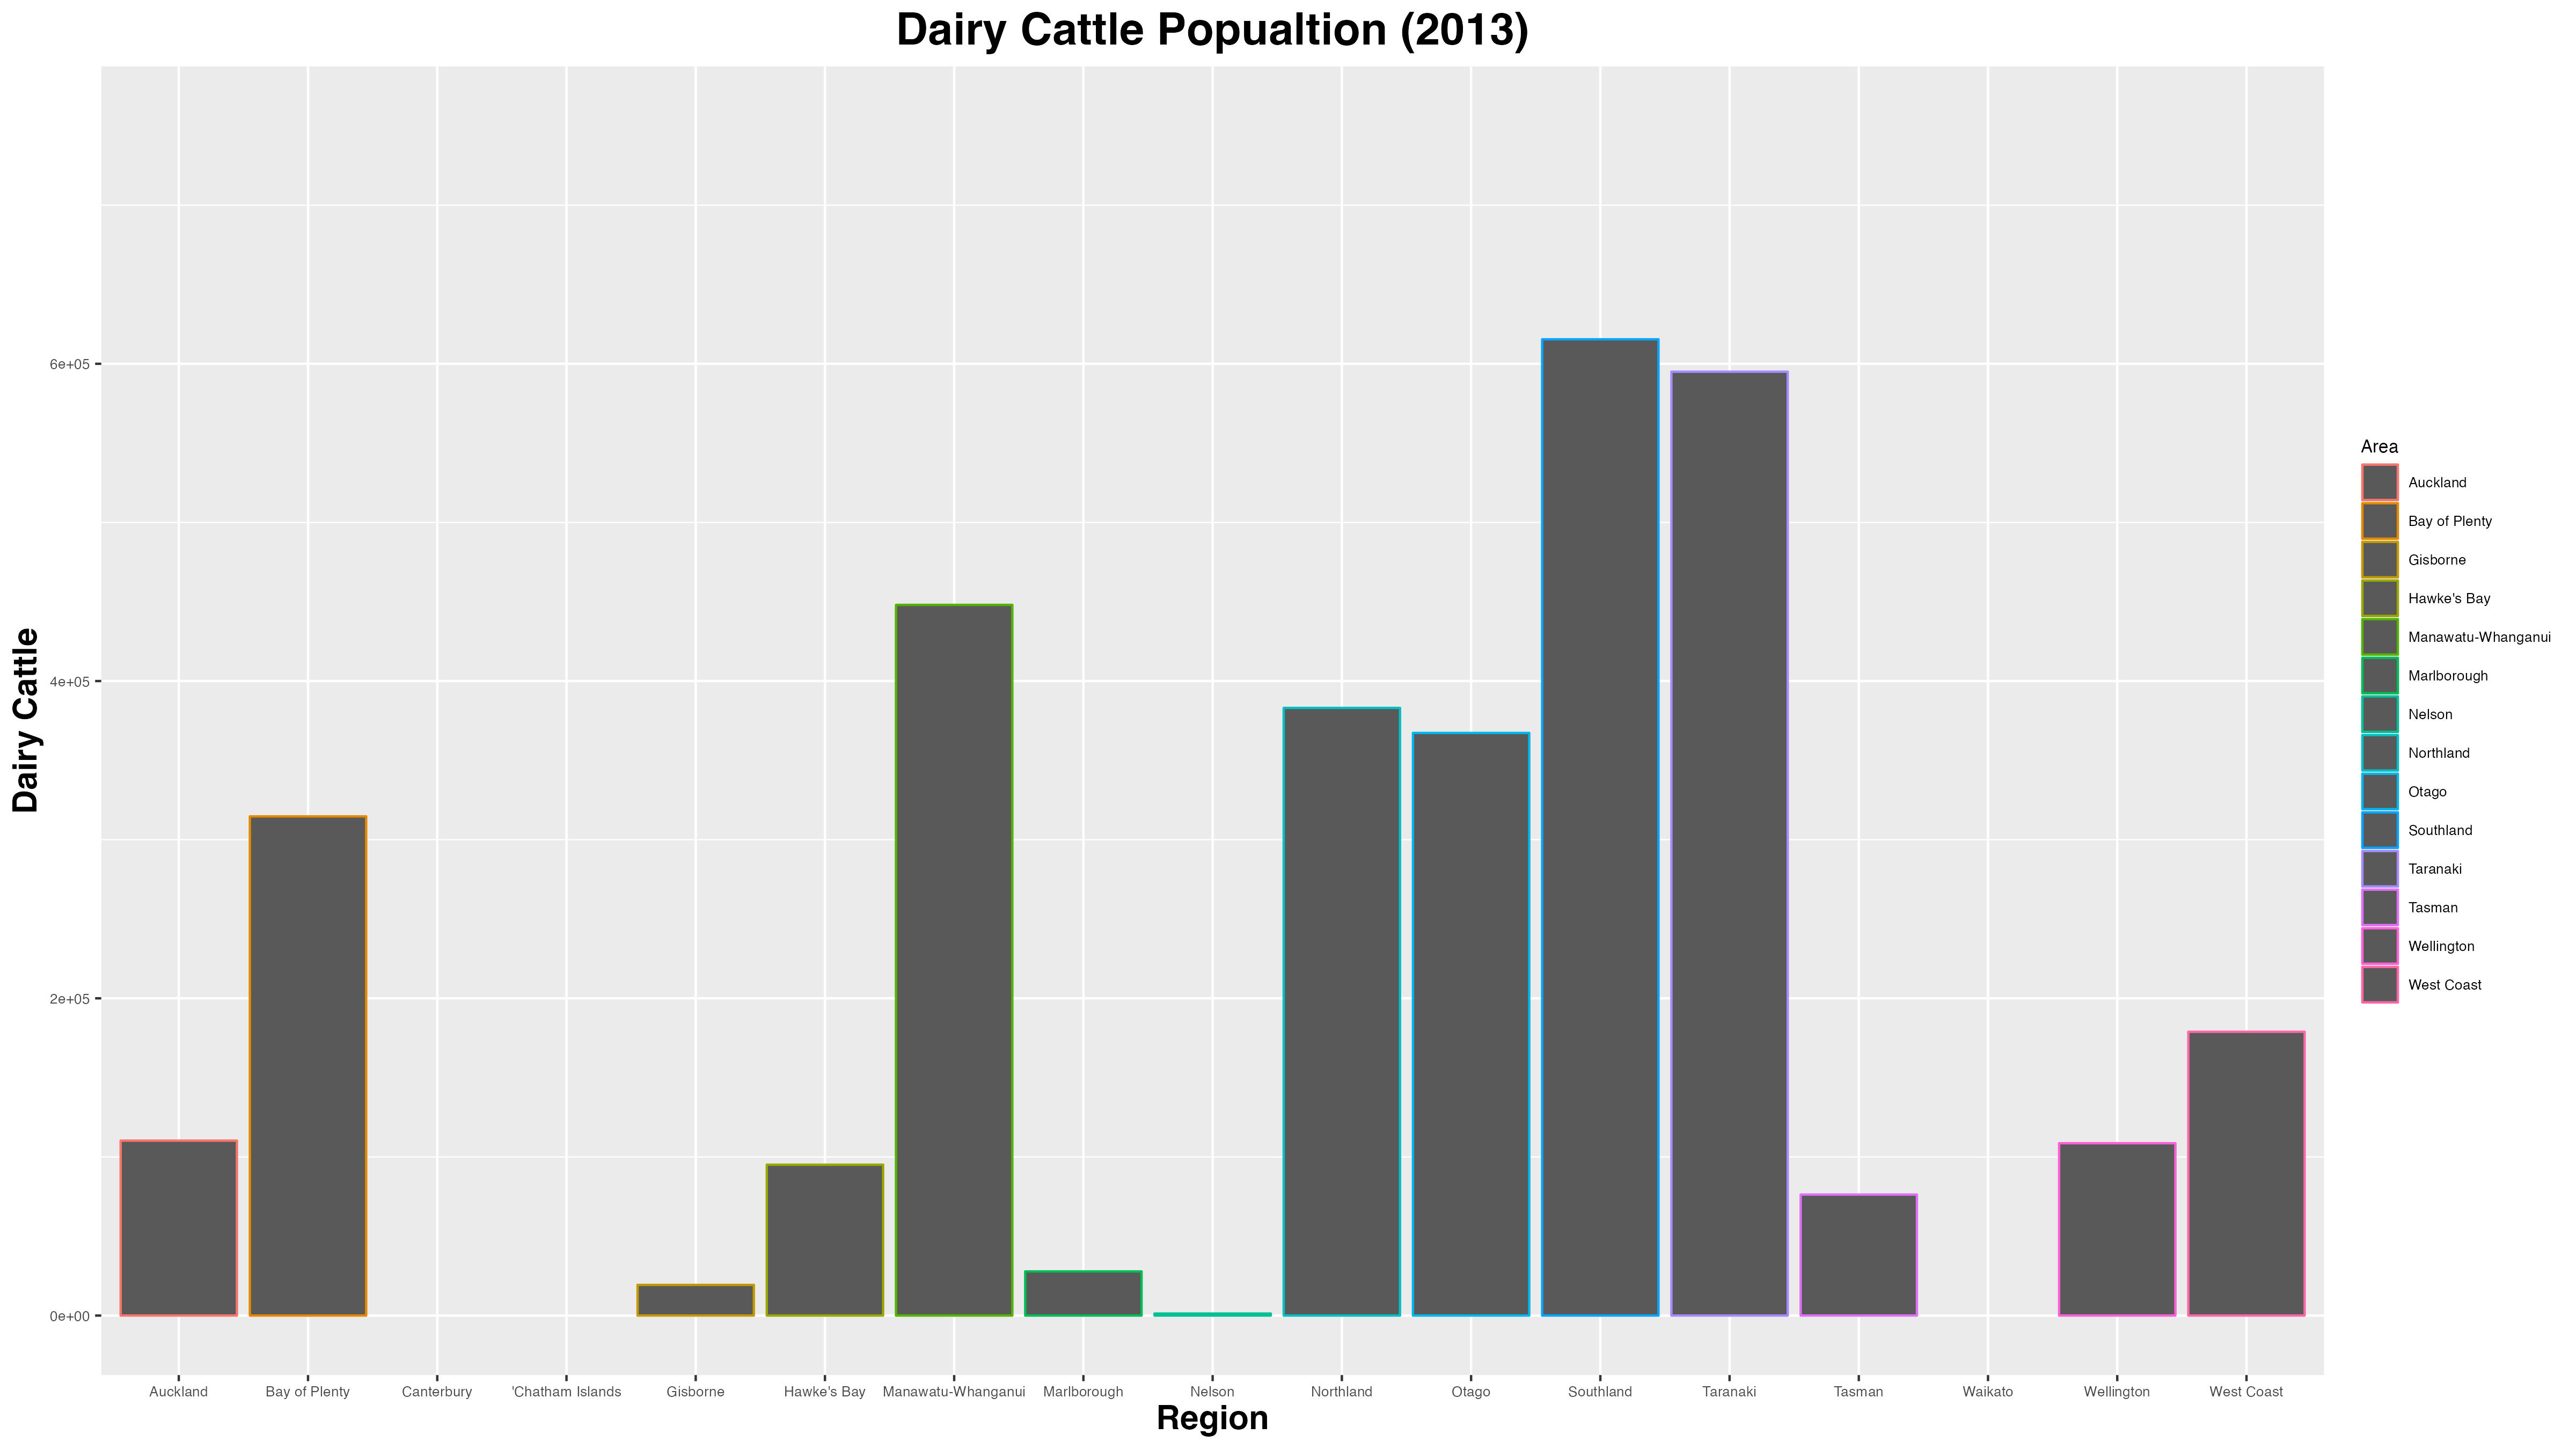 Dairy Cattle Popualtion (2013)
Dairy Cattle
6e+05
4e+05
2e+05
0e+00
Auckland
Bay of Plenty
Canterbury
'Chatham Islands
Gisborne
Hawke's Bay
Manawatu-Whanganui
Marlborough
Nelson
Northland
Otago
Southland
Taranaki
Tasman
Waikato
Wellington
West Coast
Region
Area
Auckland
Bay of Plenty
Gisborne
Hawke's Bay
Manawatu-Whanganui
Marlborough
Nelson
Northland
Otago
Southland
Taranaki
Tasman
Wellington
West Coast